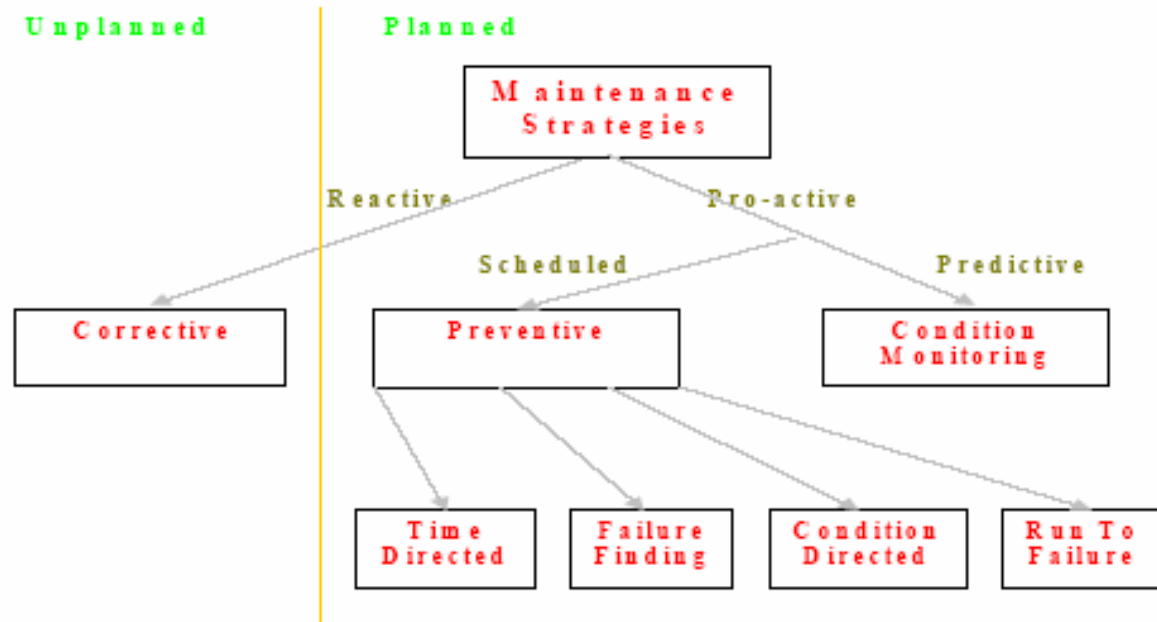 Unplanned
Planned
Maintenance
Strategies
Reactive
Pro-active
Scheduled
Predictive
Corrective
Preventive
Condition
Monitoring
Time
Directed
Failure
Finding
Condition
Directed
Run To
Failure